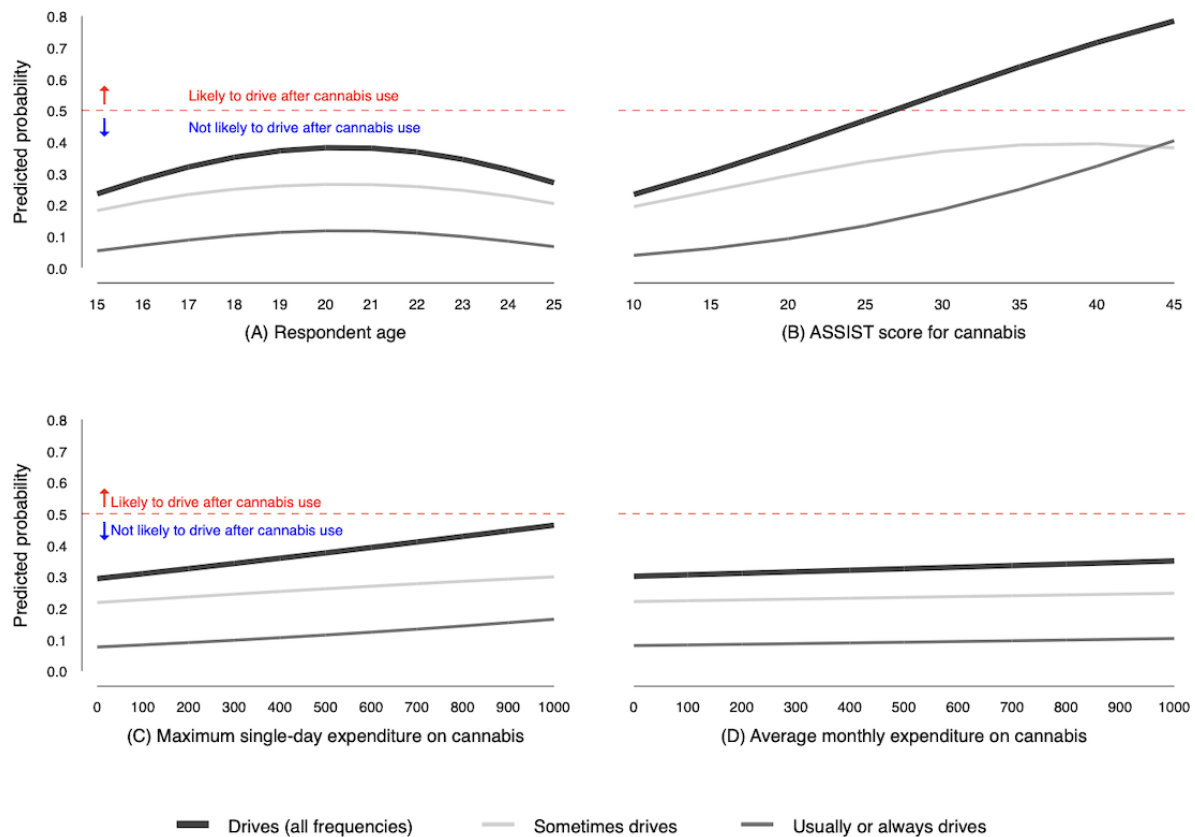 0.8
0.7
0.6
0.5
0.4
0.3
0.2
0.1
0.0
Predicted probability
Likely to drive after cannabis use
Not likely to drive after cannabis use
15 16 17 18 19 20 21 22 23 24 25
(A) Respondent age
10 15 20 25 30 35 40 45
(B) ASSIST score for cannabis
0.8
0.7
0.6
0.5
0.4
0.3
0.2
0.1
0.0
Predicted probability
Likely to drive after cannabis use
Not likely to drive after cannabis use
0 100 200 300 400 500 600 700 800 900 1000
(C) Maximum single-day expenditure on cannabis
0 100 200 300 400 500 600 700 800 900 1000
(D) Average monthly expenditure on cannabis
Drives (all frequencies) Sometimes drives Usually or always drives